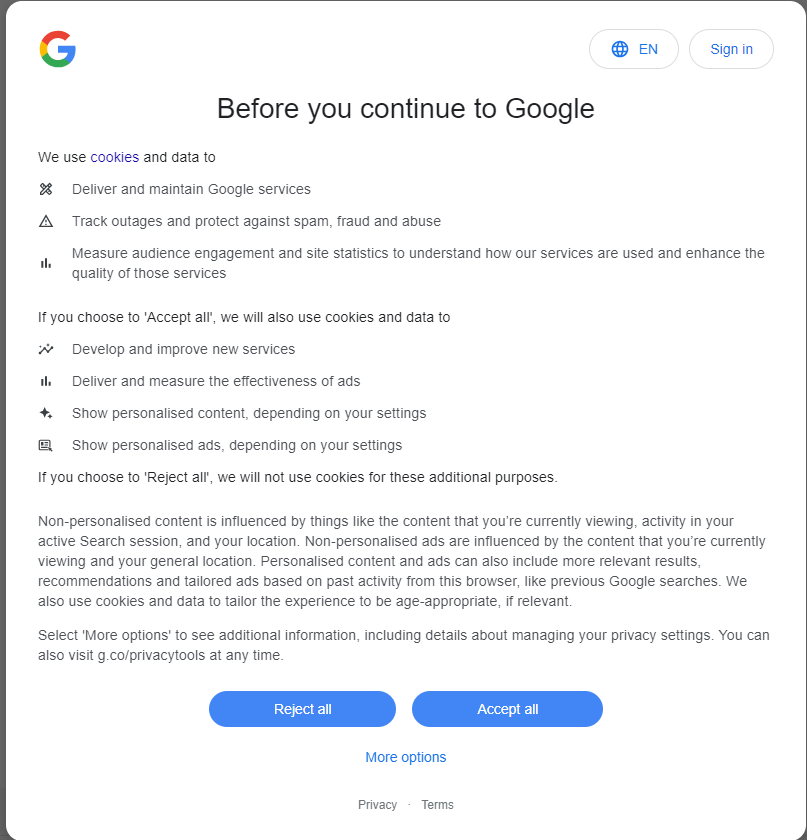 EN
Sign in
Before you continue to Google
We use cookies and data to
Deliver and maintain Google services
Track outages and protect against spam, fraud and abuse
Measure audience engagement and site statistics to understand how our services are used and enhance the
quality of those services
If you choose to 'Accept all', we will also use cookies and data to
Develop and improve new services
Deliver and measure the effectiveness of ads
Show personalised content, depending on your settings
Show personalised ads, depending on your settings
If you choose to 'Reject all', we will not use cookies for these additional purposes.
Non-personalised content is influenced by things like the content that you’re currently viewing, activity in your
active Search session, and your location. Non-personalised ads are influenced by the content that you’re currently
viewing and your general location. Personalised content and ads can also include more relevant results,
recommendations and tailored ads based on past activity from this browser, like previous Google searches. We
also use cookies and data to tailor the experience to be age-appropriate, if relevant.
Select 'More options' to see additional information, including details about managing your privacy settings. You can
also visit g.co/privacytools at any time.
Reject all
Accept all
More options
Privacy · Terms